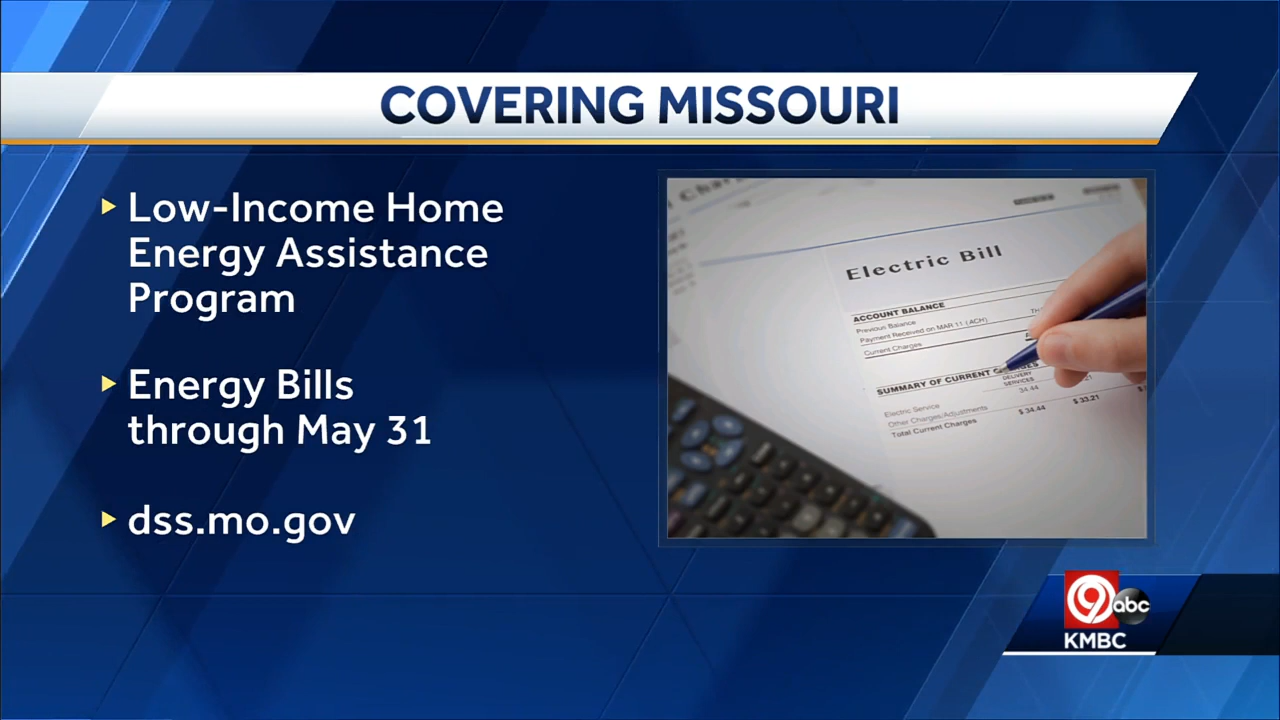 COVERING MISSOURI
Low-Income Home
Energy Assistance
Program
Energy Bills
through May 31
dss.mo.gov
Electric Bill
ACCOUNT BALANCE
Previous Balance
Payment Received on MAR 11 (ACH)
Current Charges
SUMMARY OF CURRENT
DELIVERY
SERVICES
Electric Service
34.44
Other Charges/Adjustments
Total Current Charges
$ 34.44
$ 33.21
9 abc
KMBC